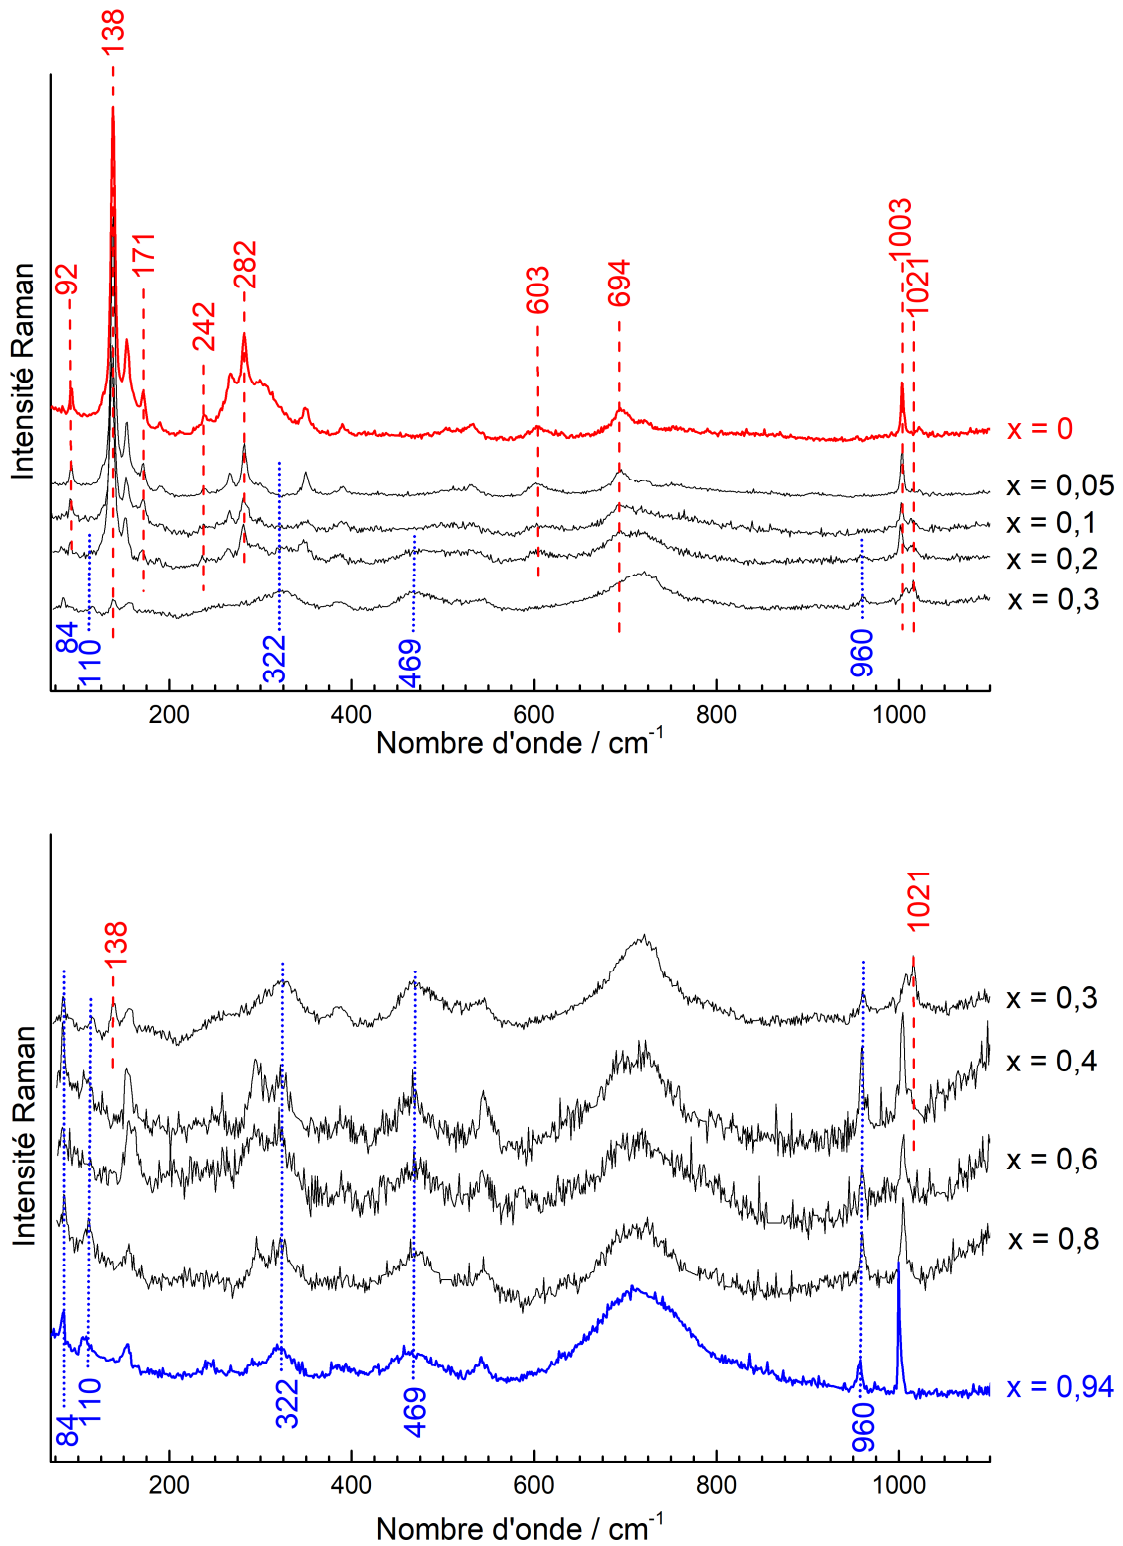 138
92
171
242
282
603
694
1003
1021
Intensité Raman
x = 0
x = 0,05
x = 0,1
x = 0,2
x = 0,3
84
110
322
469
960
200
400
600
800
1000
Nombre d'onde / cm-1
138
1021
Intensité Raman
x = 0,3
x = 0,4
x = 0,6
x = 0,8
x = 0,94
84
110
322
469
960
200
400
600
800
1000
Nombre d'onde / cm-1